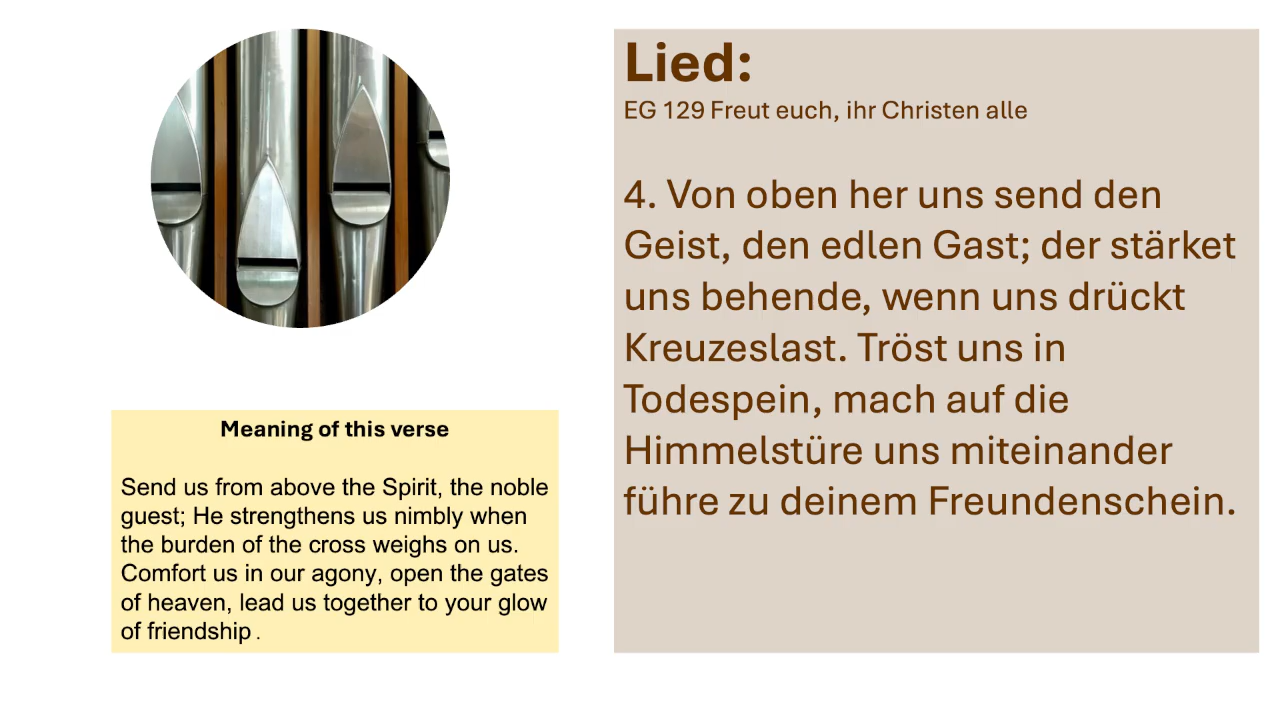 Lied:
EG 129 Freut euch, ihr Christen alle
4. Von oben her uns send den
Geist, den edlen Gast; der stärket
uns behende, wenn uns drückt
Kreuzeslast. Tröst uns in
Todespein, mach auf die
Himmelstüre uns miteinander
führe zu deinem Freundenschein.
Meaning of this verse
Send us from above the Spirit, the noble
guest; He strengthens us nimbly when
the burden of the cross weighs on us.
Comfort us in our agony, open the gates
of heaven, lead us together to your glow
of friendship .